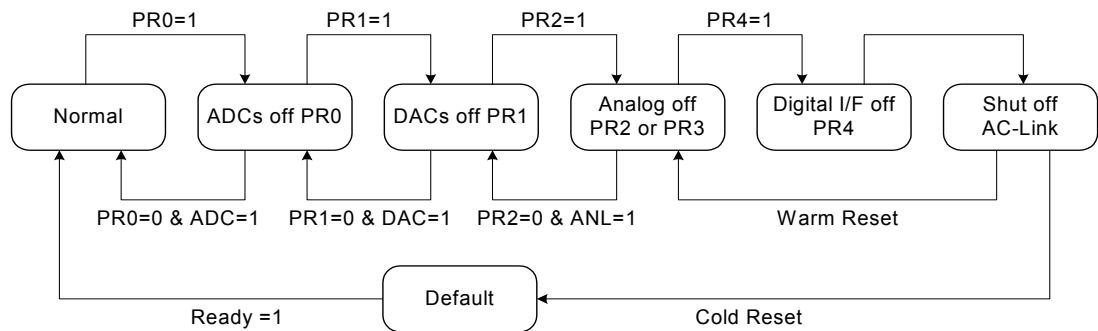 PR0=1
PR1=1
PR2=1
PR4=1
Normal
ADCs off PR0
DACs off PR1
Analog off
PR2 or PR3
Digital I/F off
PR4
Shut off
AC-Link
PR0=0 & ADC=1
PR1=0 & DAC=1
PR2=0 & ANL=1
Warm Reset
Default
Ready =1
Cold Reset